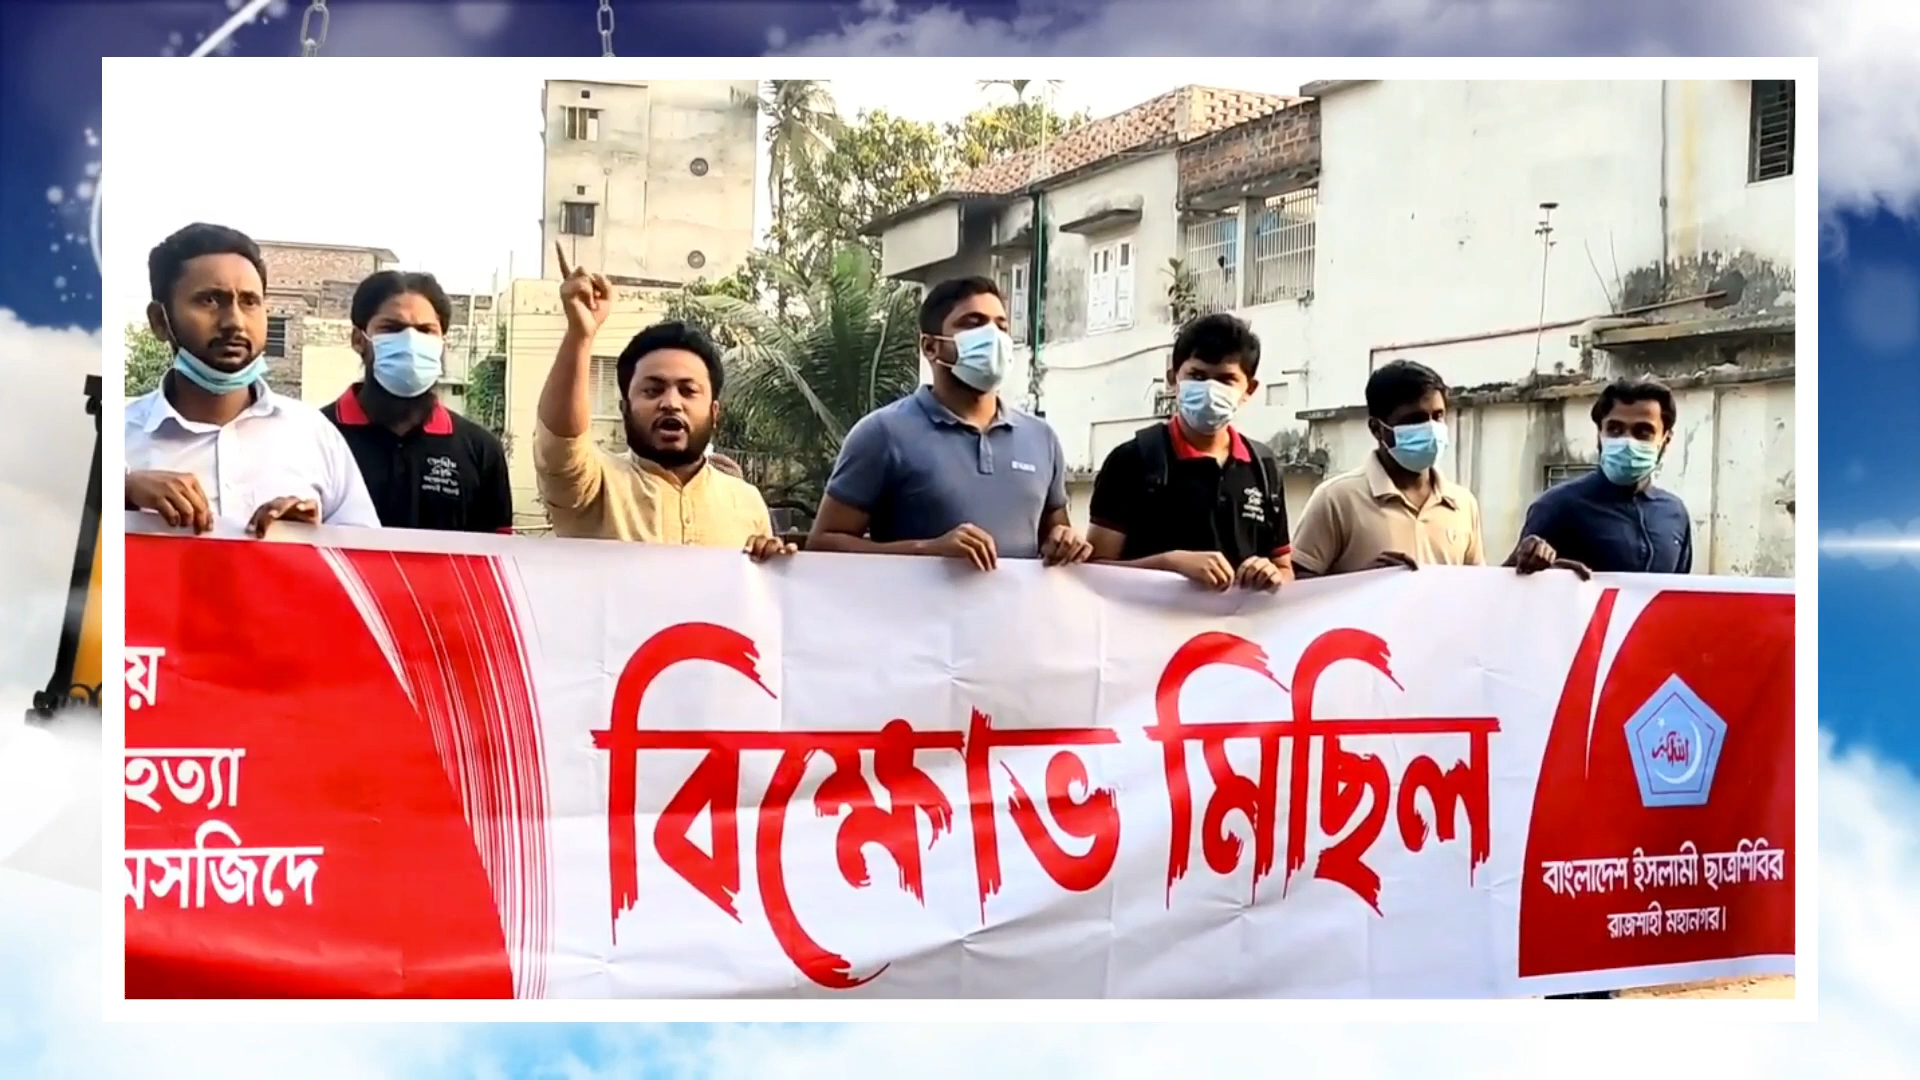 য়
হত্যা
মসজিদে
বিক্ষোভ মিছিল
বাংলাদেশ ইসলামী ছাত্রশিবির
রাজশাহী মহানগর।